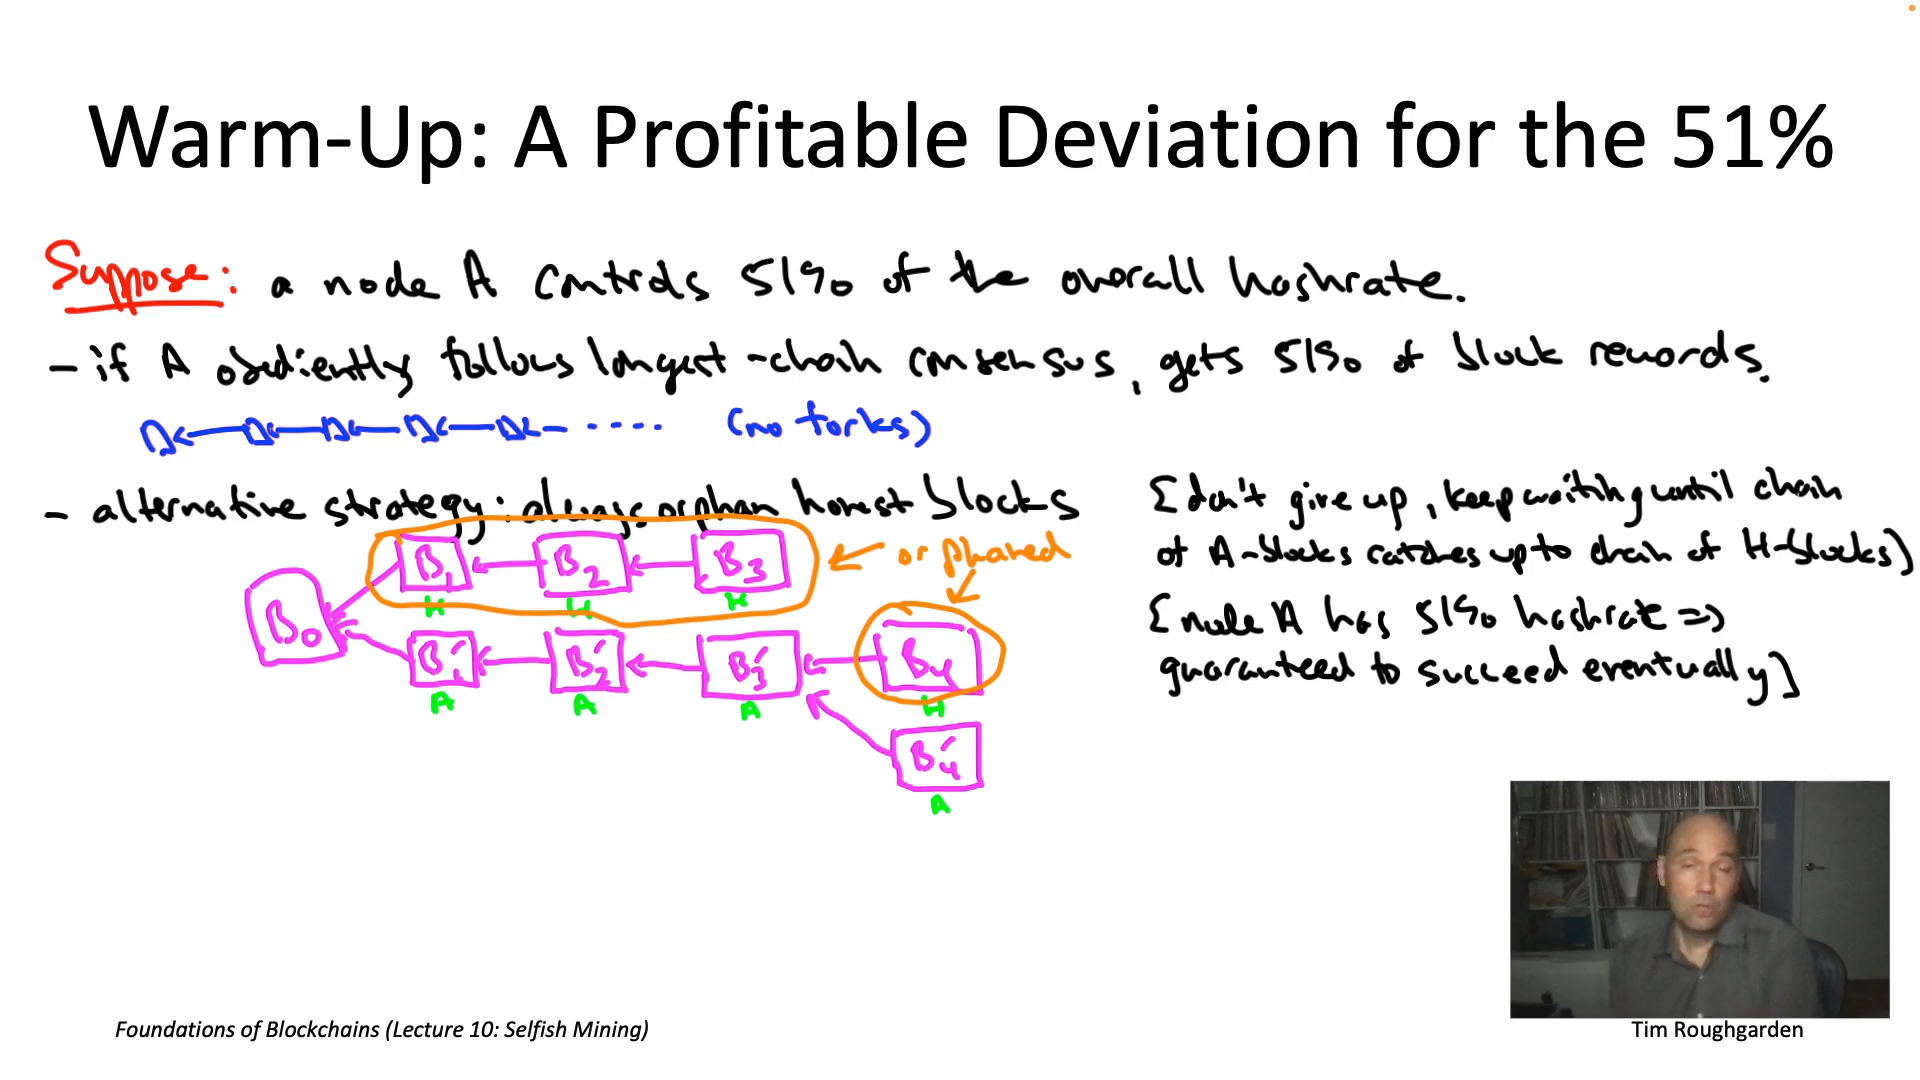 Warm-Up: A Profitable Deviation for the 51%
Suppose: a node A controls 51% of the overall hashrate.
- if A obediently follows longest-chain consensus, gets 51% of block rewards.
(no forks)
- alternative strategy: always orphan honest blocks
[don't give up, keep waiting until chain
of A-blocks catches up to chain of H-blocks]
B1 B2 B3 orphaned
H H H
B0
[node A has 51% hashrate =>
guaranteed to succeed eventually]
B1' B2' B3' B4
A A A H
B4'
A
Foundations of Blockchains (Lecture 10: Selfish Mining)
Tim Roughgarden